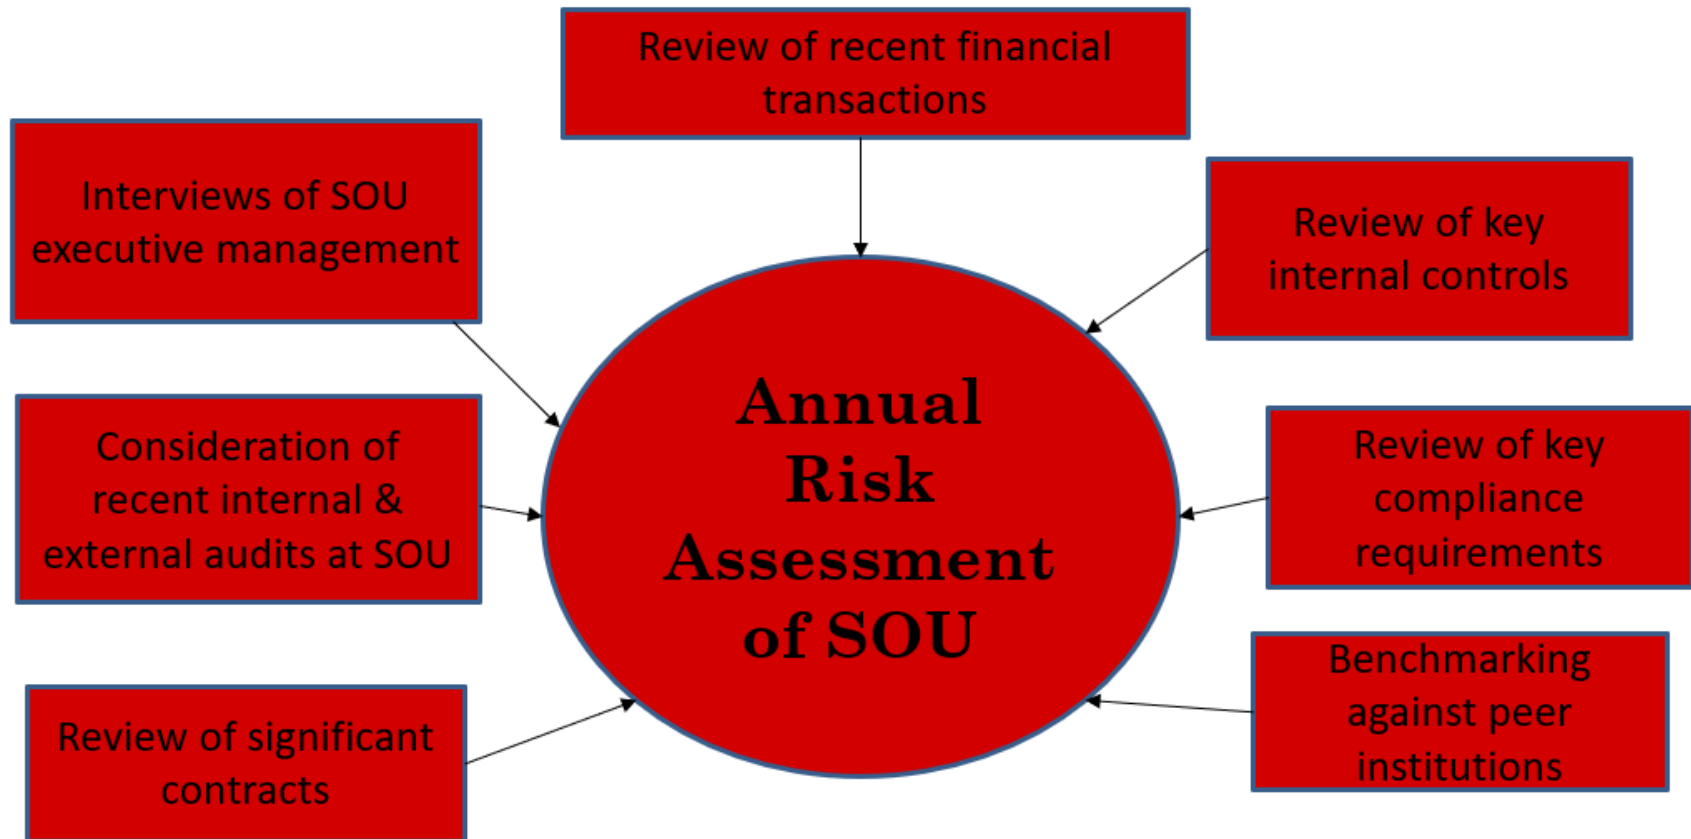 Review of recent financial
transactions
Interviews of SOU
executive management
Review of key
internal controls
Annual
Risk
Assessment
of SOU
Consideration of
recent internal &
external audits at SOU
Review of key
compliance
requirements
Review of significant
contracts
Benchmarking
against peer
institutions